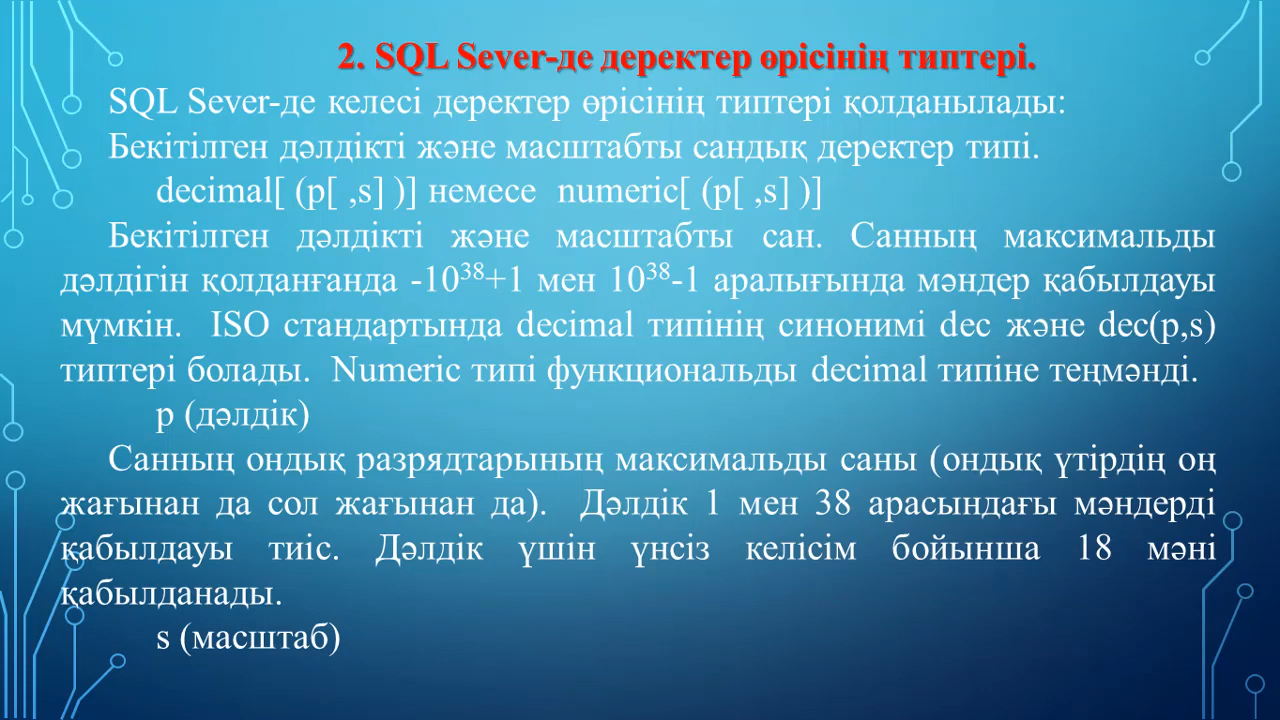 2. SQL Sever-де деректер өрісінің типтері.
SQL Sever-де келесі деректер өрісінің типтері қолданылады:
Бекітілген дәлдікті және масштабты сандық деректер типі.
decimal[ (p[ ,s] )] немесе numeric[ (p[ ,s] )]
Бекітілген дәлдікті және масштабты сан. Санның максимальды
дәлдігін қолданғанда -10³⁸+1 мен 10³⁸-1 аралығында мәндер қабылдауы
мүмкін. ISO стандартында decimal типінің синонимі dec және dec(p,s)
типтері болады. Numeric типі функциональды decimal типіне теңмәнді.
p (дәлдік)
Санның ондық разрядтарының максимальды саны (ондық үтірдің оң
жағынан да сол жағынан да). Дәлдік 1 мен 38 арасындағы мәндерді
қабылдауы тиіс. Дәлдік үшін үнсіз келісім бойынша 18 мәні
қабылданады.
s (масштаб)